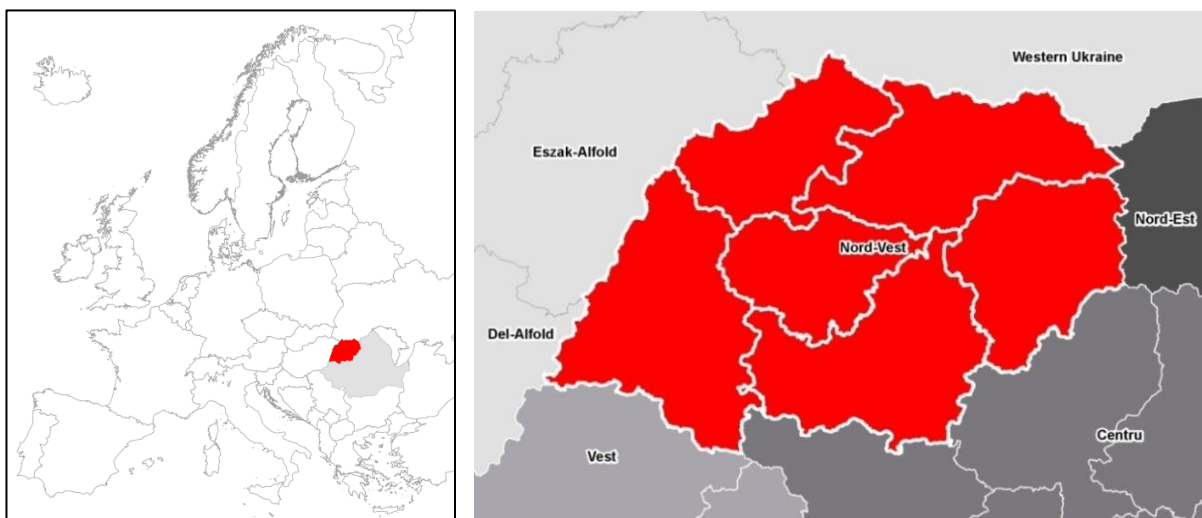 Western Ukraine
Eszak-Alfold
Nord-Est
Nord-Vest
Del-Alfold
Centru
Vest